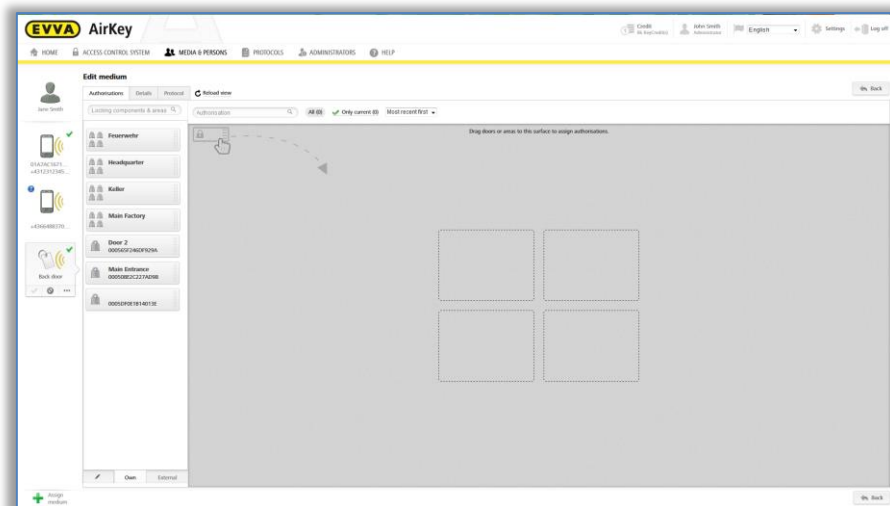 EVVA AirKey
Credit
John Smith
Administrator
English
Settings
Log off
HOME
ACCESS CONTROL SYSTEM
MEDIA & PERSONS
PROTOCOLS
ADMINISTRATORS
HELP
Edit medium
Jane Smith
Authorisations
Details
Protocol
Reload view
Back
Locking components & areas
Authorisation
All (0)
Only current (0)
Most recent first
Drag doors or areas to this surface to assign authorisations.
Feuerwehr
Headquarter
Keller
Main Factory
Door 2
Main Entrance
Back door
Own
External
Assign
medium
Back